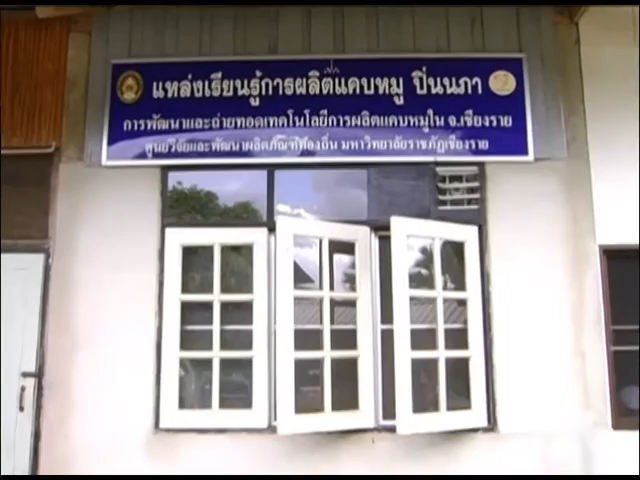 แหล่งเรียนรู้การผลิตแคบหมู ปิ่นนภา
การพัฒนาและถ่ายทอดเทคโนโลยีการผลิตแคบหมูใน จ.เชียงราย
ศูนย์วิจัยและพัฒนาผลิตภัณฑ์ท้องถิ่น มหาวิทยาลัยราชภัฏเชียงราย